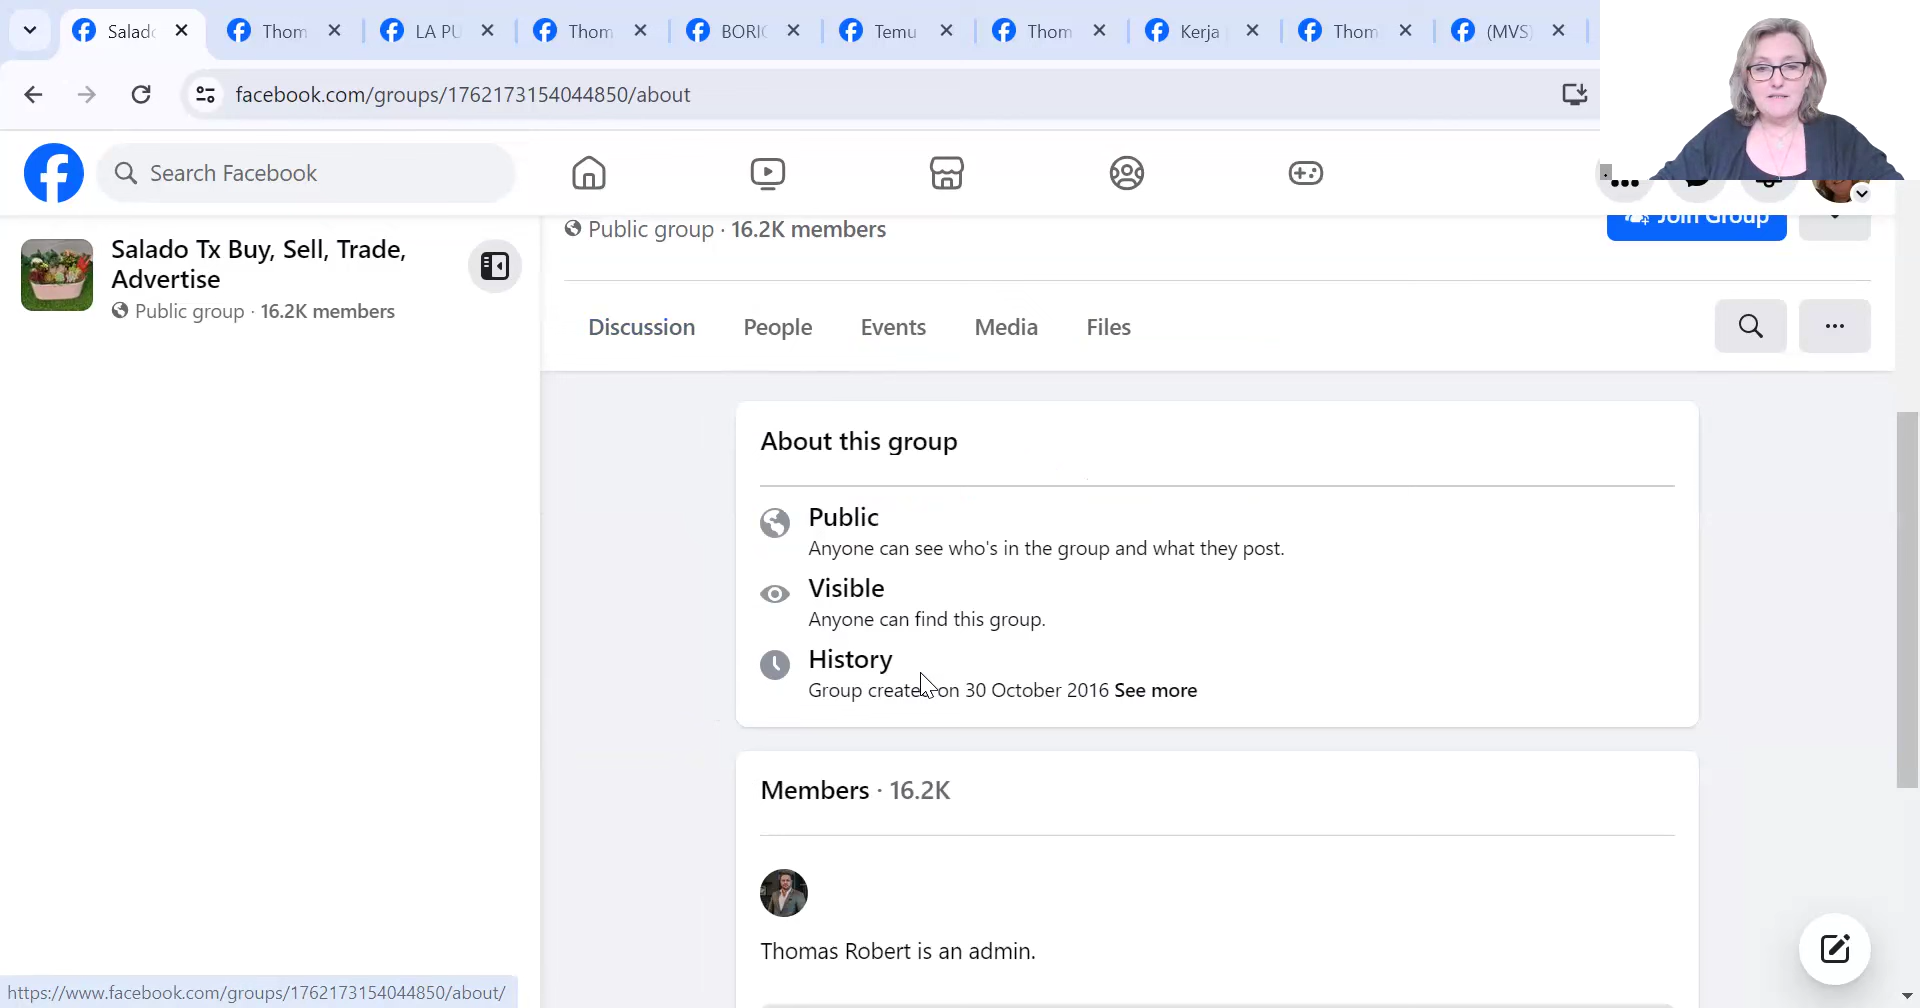 Salado
Thom
LA PU
Thom
BORIC
Temu
Thom
Kerja
Thom
(MVS)
facebook.com/groups/1762173154044850/about
Search Facebook
Salado Tx Buy, Sell, Trade,
Advertise
Public group · 16.2K members
Public group · 16.2K members
Join Group
Discussion
People
Events
Media
Files
About this group
Public
Anyone can see who's in the group and what they post.
Visible
Anyone can find this group.
History
Group created on 30 October 2016 See more
Members · 16.2K
Thomas Robert is an admin.
https://www.facebook.com/groups/1762173154044850/about/